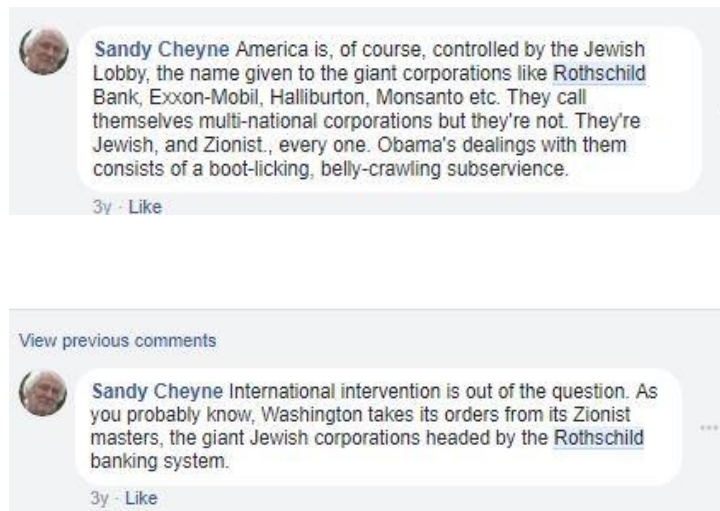 Sandy Cheyne America is, of course, controlled by the Jewish
Lobby, the name given to the giant corporations like Rothschild
Bank, Exxon-Mobil, Halliburton, Monsanto etc. They call
themselves multi-national corporations but they're not. They're
Jewish, and Zionist., every one. Obama's dealings with them
consists of a boot-licking, belly-crawling subservience.
3y · Like
View previous comments
Sandy Cheyne International intervention is out of the question. As
you probably know, Washington takes its orders from its Zionist
masters, the giant Jewish corporations headed by the Rothschild
banking system.
3y · Like